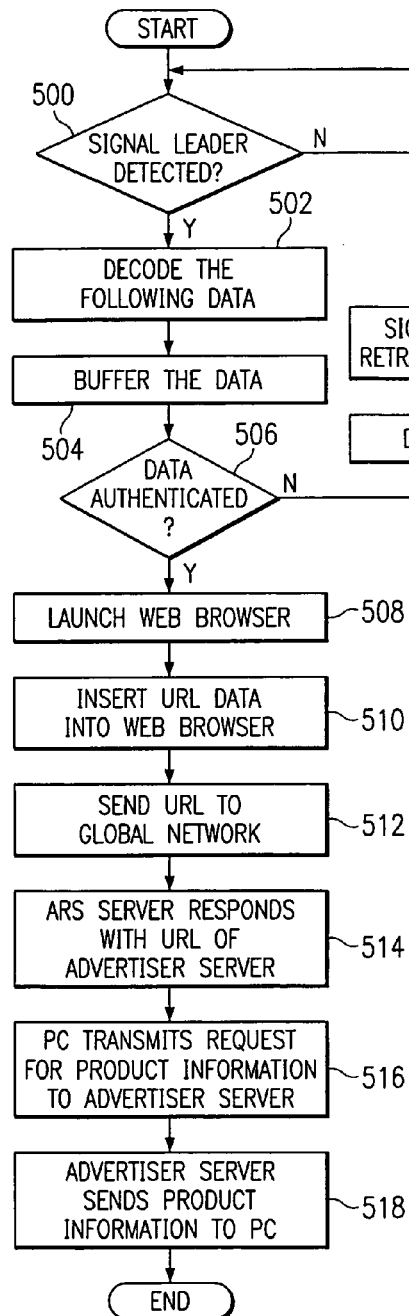 START
500
SIGNAL LEADER
DETECTED?
N
Y
502
DECODE THE
FOLLOWING DATA
BUFFER THE DATA
504
506
DATA
AUTHENTICATED
?
N
Y
LAUNCH WEB BROWSER
508
INSERT URL DATA
INTO WEB BROWSER
510
SEND URL TO
GLOBAL NETWORK
512
ARS SERVER RESPONDS
WITH URL OF
ADVERTISER SERVER
514
PC TRANSMITS REQUEST
FOR PRODUCT INFORMATION
TO ADVERTISER SERVER
516
ADVERTISER SERVER
SENDS PRODUCT
INFORMATION TO PC
518
END